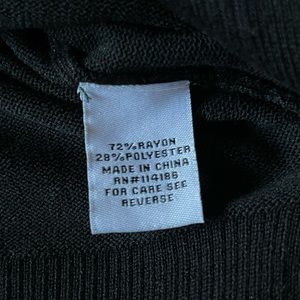 72%RAYON
28%POLYESTER
MADE IN CHINA
RN#114186
FOR CARE SEE
REVERSE